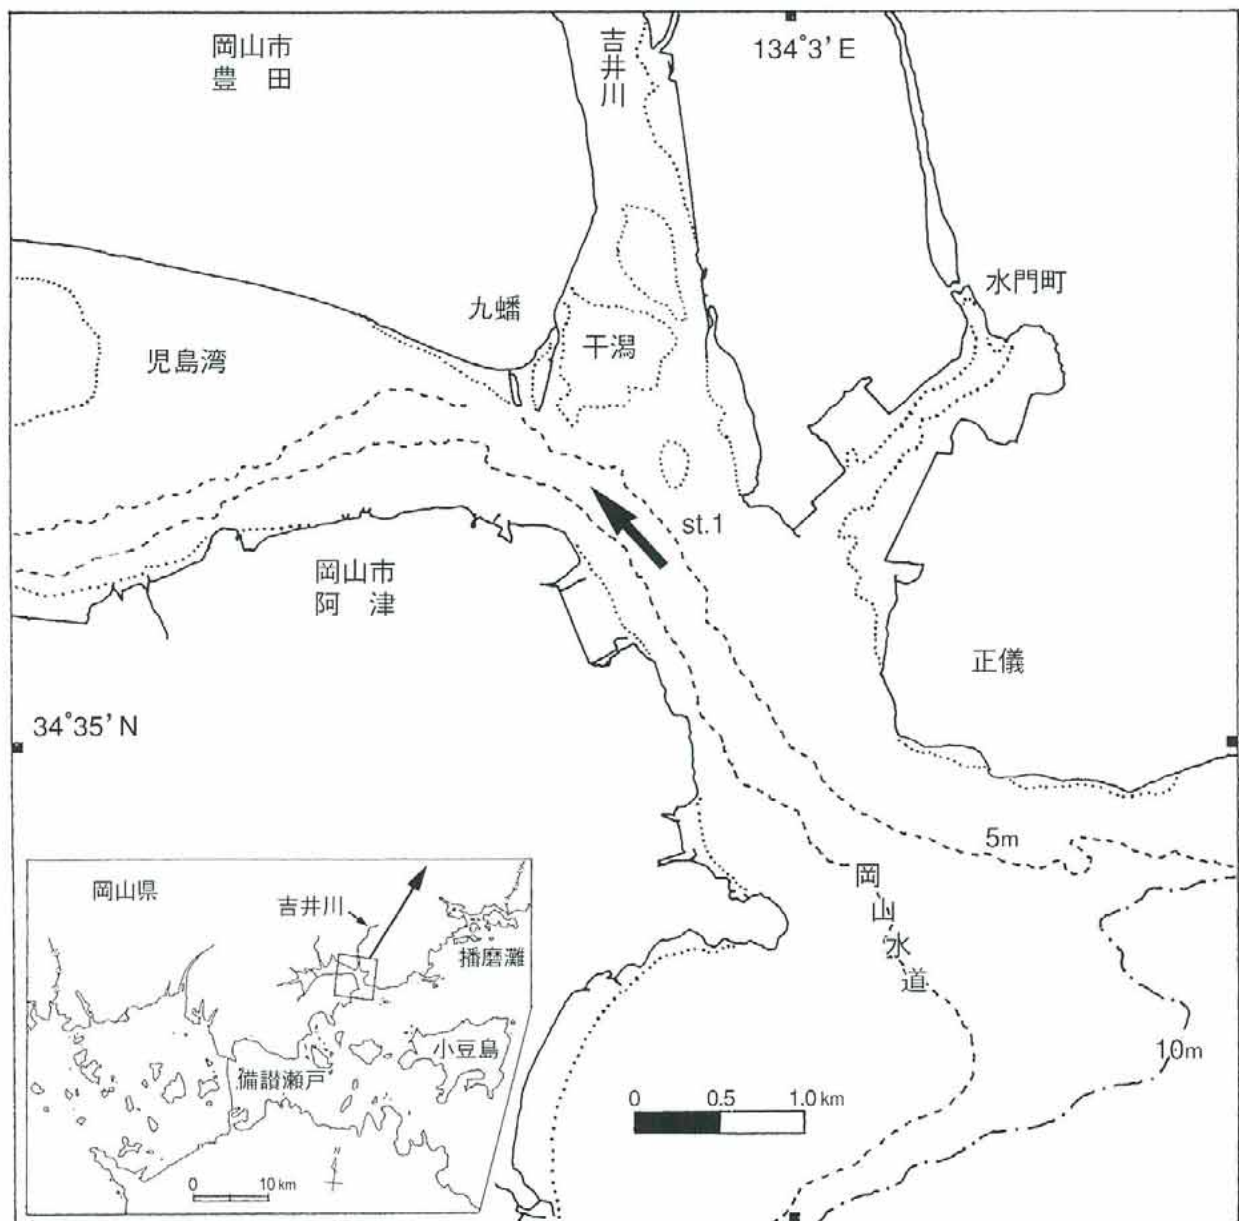 岡山市
豊 田
吉井川
134°3'E
九蟠
水門町
児島湾
干潟
st.1
岡山市
阿 津
正儀
34°35'N
5m
岡山水道
10m
0 0.5 1.0 km
岡山県
吉井川
播磨灘
小豆島
備讃瀬戸
N
0 10 km